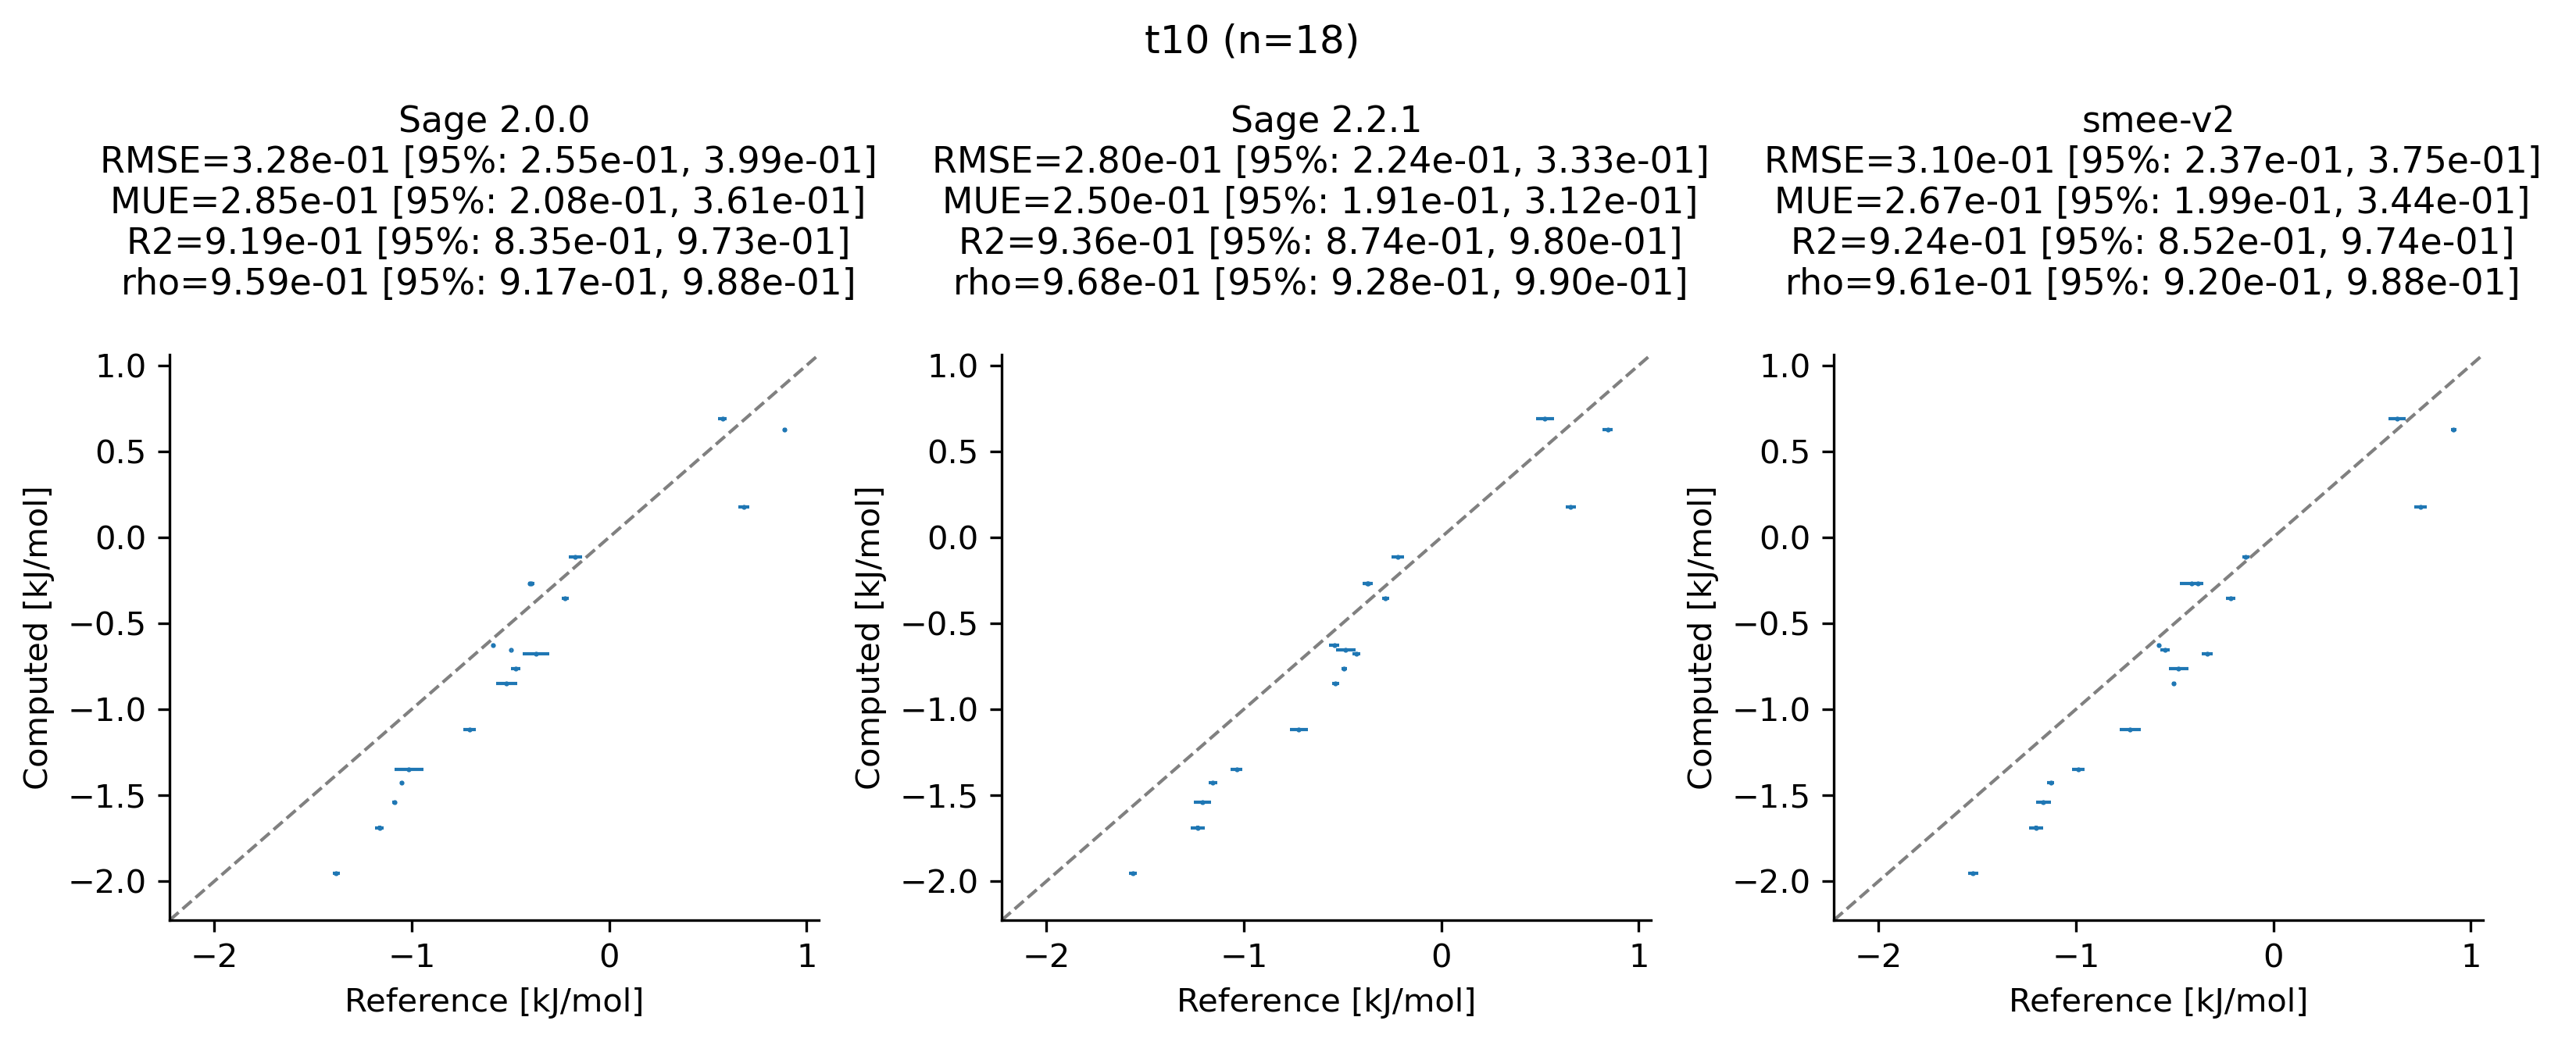 t10 (n=18)
Sage 2.0.0
RMSE=3.28e-01 [95%: 2.55e-01, 3.99e-01]
MUE=2.85e-01 [95%: 2.08e-01, 3.61e-01]
R2=9.19e-01 [95%: 8.35e-01, 9.73e-01]
rho=9.59e-01 [95%: 9.17e-01, 9.88e-01]
1.0
0.5
0.0
−0.5
−1.0
−1.5
−2.0
Computed [kJ/mol]
−2
−1
0
1
Reference [kJ/mol]
Sage 2.2.1
RMSE=2.80e-01 [95%: 2.24e-01, 3.33e-01]
MUE=2.50e-01 [95%: 1.91e-01, 3.12e-01]
R2=9.36e-01 [95%: 8.74e-01, 9.80e-01]
rho=9.68e-01 [95%: 9.28e-01, 9.90e-01]
1.0
0.5
0.0
−0.5
−1.0
−1.5
−2.0
Computed [kJ/mol]
−2
−1
0
1
Reference [kJ/mol]
smee-v2
RMSE=3.10e-01 [95%: 2.37e-01, 3.75e-01]
MUE=2.67e-01 [95%: 1.99e-01, 3.44e-01]
R2=9.24e-01 [95%: 8.52e-01, 9.74e-01]
rho=9.61e-01 [95%: 9.20e-01, 9.88e-01]
1.0
0.5
0.0
−0.5
−1.0
−1.5
−2.0
Computed [kJ/mol]
−2
−1
0
1
Reference [kJ/mol]